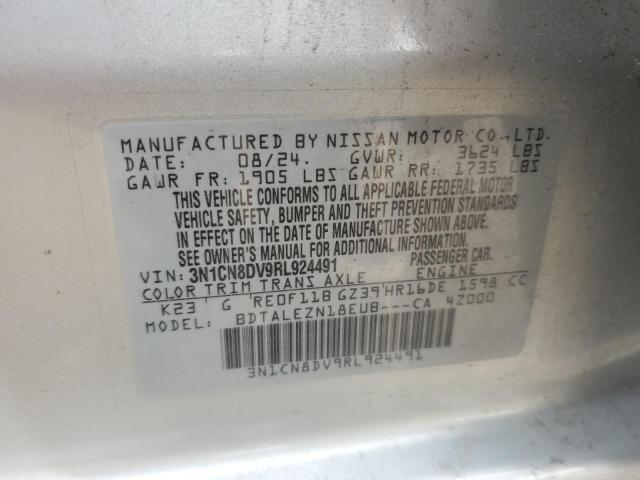 MANUFACTURED BY NISSAN MOTOR CO.,LTD.
DATE: 08/24. GVWR: 3624 LBS
GAWR FR: 1905 LBS GAWR RR: 1735 LBS
THIS VEHICLE CONFORMS TO ALL APPLICABLE FEDERAL MOTOR
VEHICLE SAFETY, BUMPER AND THEFT PREVENTION STANDARDS
IN EFFECT ON THE DATE OF MANUFACTURE SHOWN ABOVE.
SEE OWNER'S MANUAL FOR ADDITIONAL INFORMATION.
VIN: 3N1CN8DV9RL924491 PASSENGER CAR.
COLOR TRIM TRANS AXLE ENGINE
K23 ' G 'RE0F11B GZ39'HR16DE 1598 CC
MODEL: BDTALEZN18EUB---CA 4Z000
3N1CN8DV9RL924491